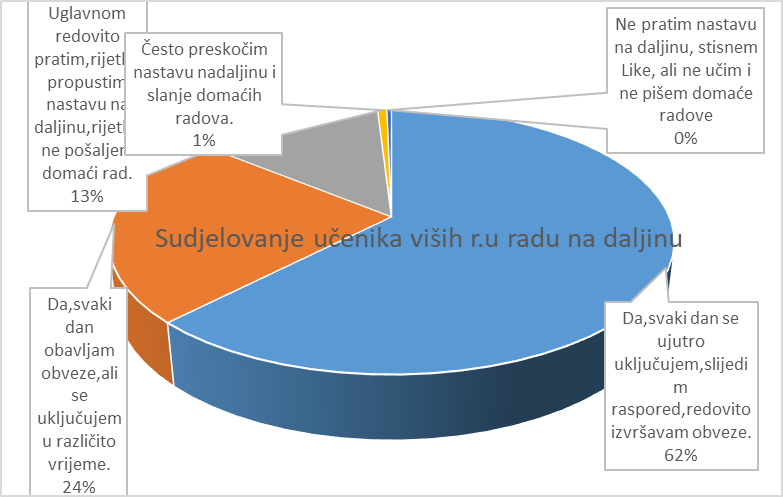 Uglavnom
redovito
pratim,rijetk
propustim
nastavu na
daljinu,rijetk
ne pošaljem
domaći rad.
13%
Često preskočim
nastavu nadaljinu i
slanje domaćih
radova.
1%
Ne pratim nastavu
na daljinu, stisnem
Like, ali ne učim i
ne pišem domaće
radove
0%
Sudjelovanje učenika viših r.u radu na daljinu
Da,svaki
dan
obavljam
obveze,ali
se
uključujem
u različito
vrijeme.
24%
Da,svaki dan se
ujutro
uključujem,slijedi
m
raspored,redovito
izvršavam obveze.
62%